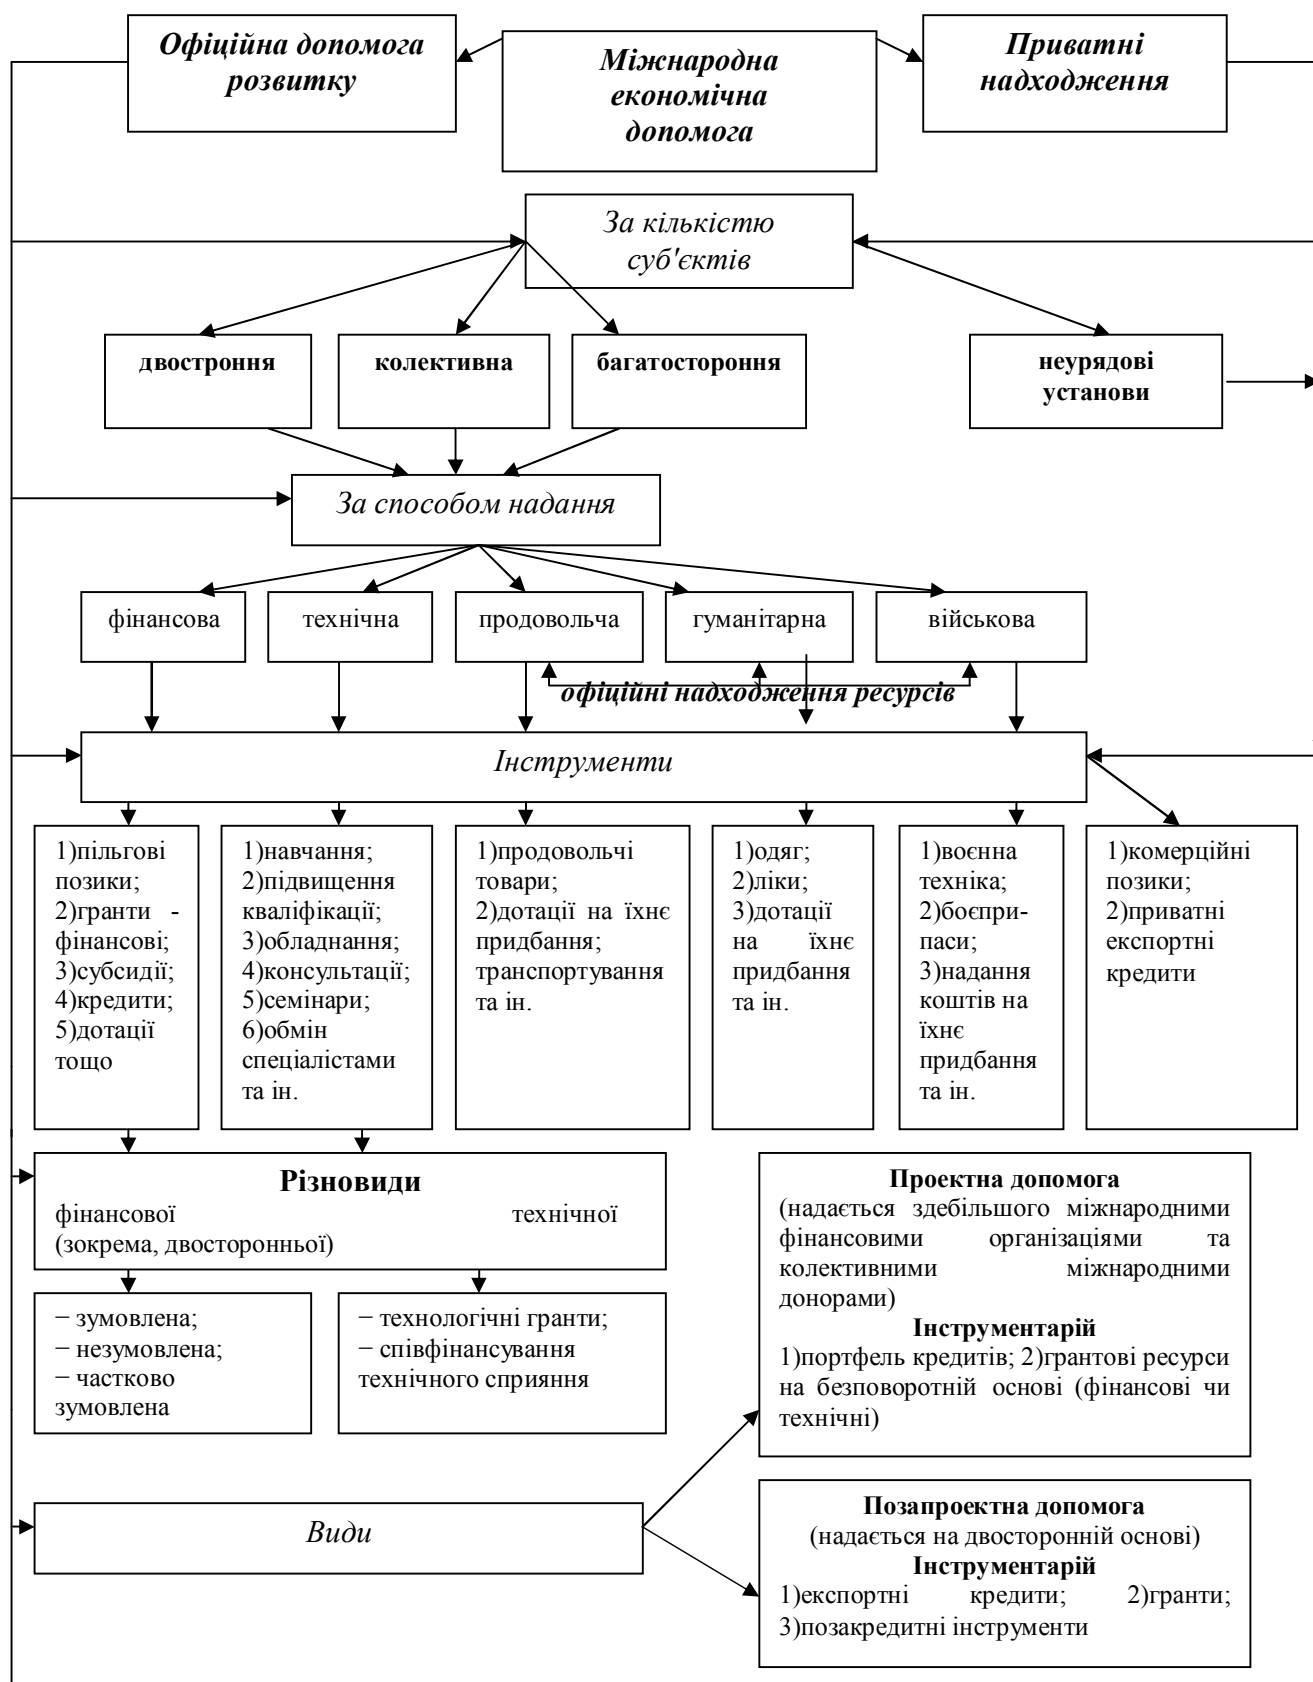 Офіційна допомога
розвитку
Міжнародна
економічна
допомога
Приватні
надходження
За кількістю
суб'єктів
двостроння
колективна
багатостороння
неурядові
установи
За способом надання
фінансова
технічна
продовольча
гуманітарна
військова
офіційні надходження ресурсів
Інструменти
1)пільгові
позики;
2)гранти -
фінансові;
3)субсидії;
4)кредити;
5)дотації
тощо
1)навчання;
2)підвищення
кваліфікації;
3)обладнання;
4)консультації;
5)семінари;
6)обмін
спеціалістами
та ін.
1)продовольчі
товари;
2)дотації на їхнє
придбання;
транспортування
та ін.
1)одяг;
2)ліки;
3)дотації
на їхнє
придбання
та ін.
1)воєнна
техніка;
2)боєпри-
паси;
3)надання
коштів на
їхнє
придбання
та ін.
1)комерційні
позики;
2)приватні
експортні
кредити
Різновиди
фінансової технічної
(зокрема, двосторонньої)
− зумовлена;
− незумовлена;
− частково
зумовлена
− технологічні гранти;
− співфінансування
технічного сприяння
Проектна допомога
(надається здебільшого міжнародними
фінансовими організаціями та
колективними міжнародними
донорами)
Інструментарій
1)портфель кредитів; 2)грантові ресурси
на безповоротній основі (фінансові чи
технічні)
Види
Позапроектна допомога
(надається на двосторонній основі)
Інструментарій
1)експортні кредити; 2)гранти;
3)позакредитні інструменти